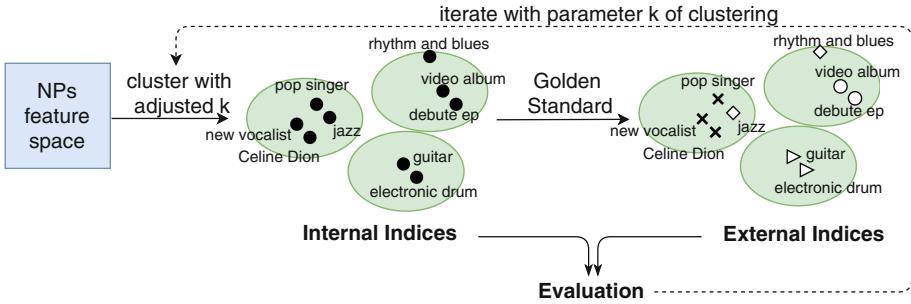 iterate with parameter k of clustering
NPs
feature
space
cluster with
adjusted k
pop singer
new vocalist
jazz
Celine Dion
rhythm and blues
video album
debute ep
guitar
electronic drum
Golden
Standard
pop singer
new vocalist
jazz
Celine Dion
rhythm and blues
video album
debute ep
guitar
electronic drum
Internal Indices
External Indices
Evaluation